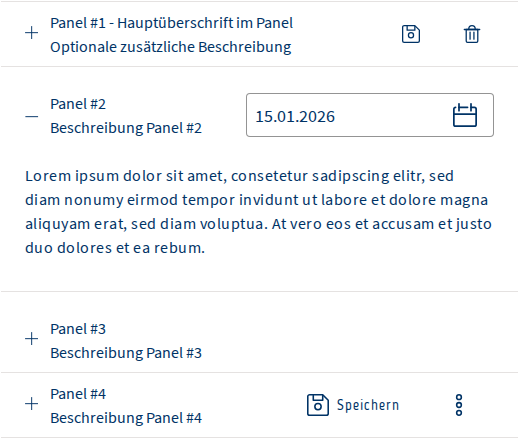 Panel #1 - Hauptüberschrift im Panel
Optionale zusätzliche Beschreibung
Panel #2
Beschreibung Panel #2
15.01.2026
Lorem ipsum dolor sit amet, consetetur sadipscing elitr, sed
diam nonumy eirmod tempor invidunt ut labore et dolore magna
aliquyam erat, sed diam voluptua. At vero eos et accusam et justo
duo dolores et ea rebum.
Panel #3
Beschreibung Panel #3
Panel #4
Beschreibung Panel #4
Speichern